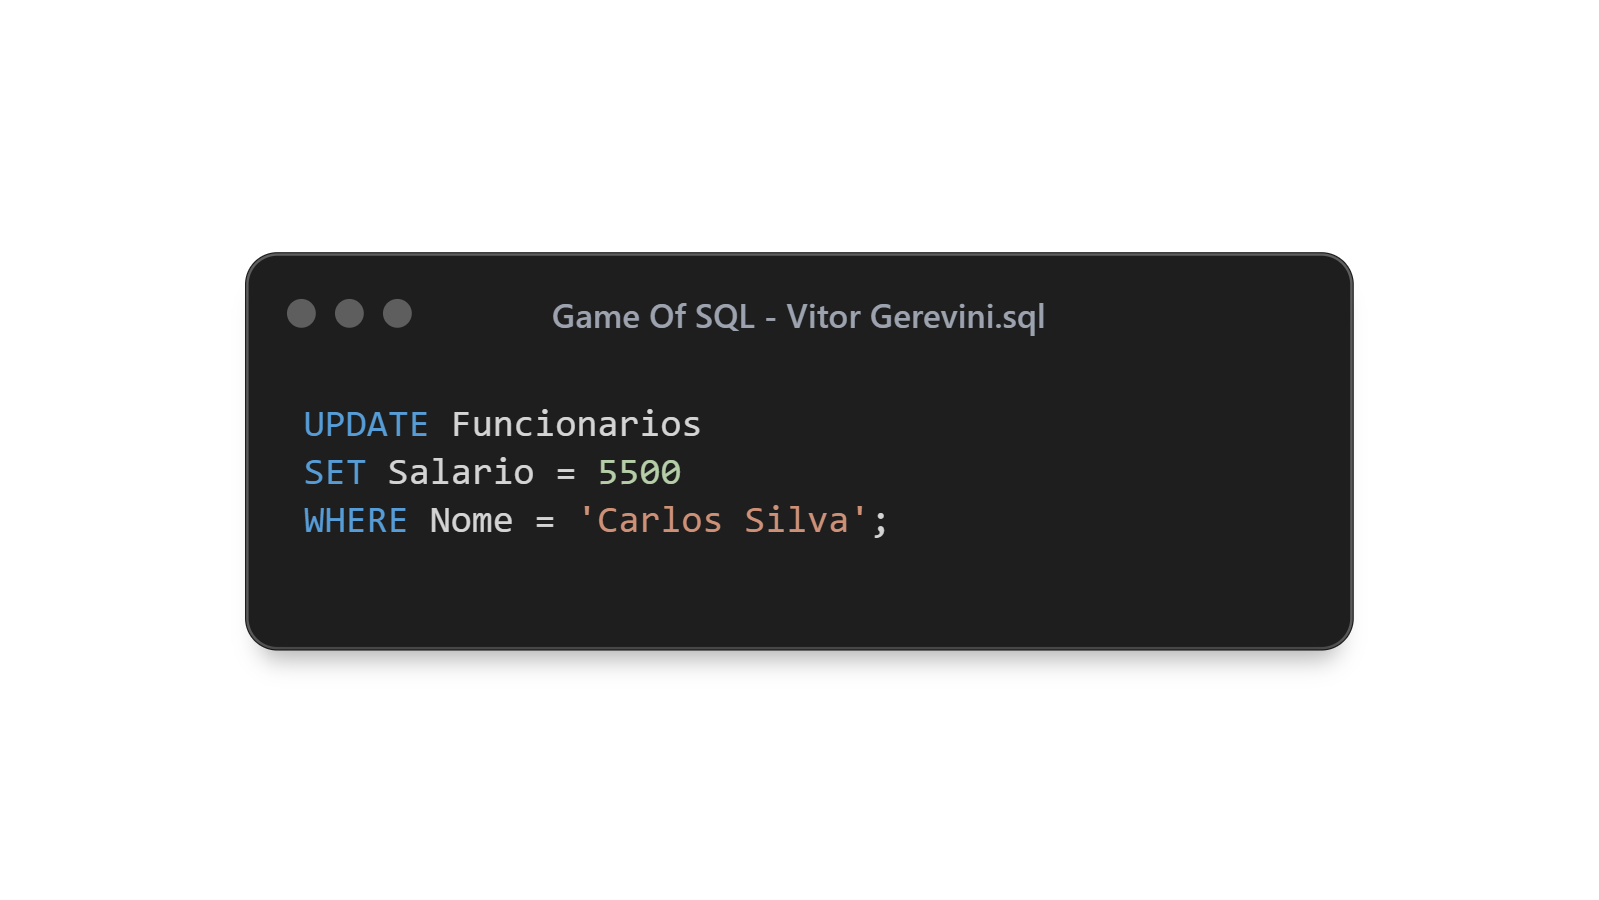 Game Of SQL - Vitor Gerevini.sql
UPDATE Funcionarios
SET Salario = 5500
WHERE Nome = 'Carlos Silva';